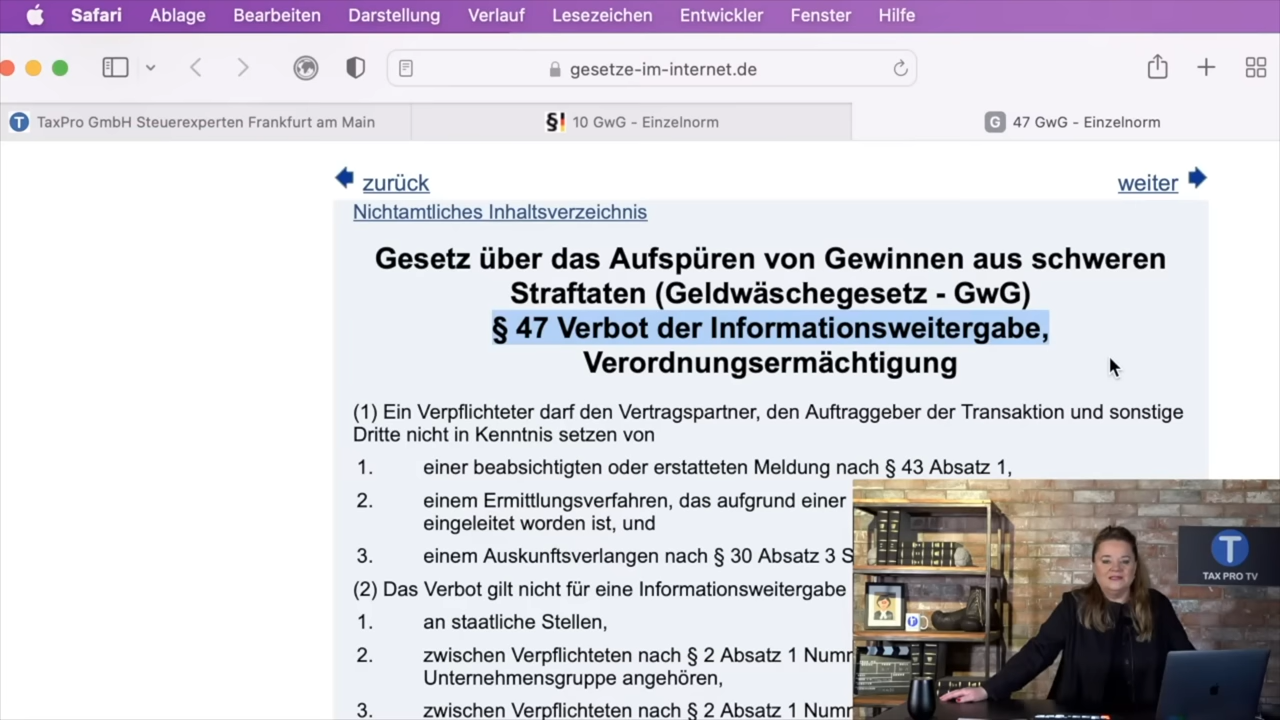 Safari Ablage Bearbeiten Darstellung Verlauf Lesezeichen Entwickler Fenster Hilfe
gesetze-im-internet.de
TaxPro GmbH Steuerexperten Frankfurt am Main
10 GwG - Einzelnorm
G 47 GwG - Einzelnorm
zurück
weiter
Nichtamtliches Inhaltsverzeichnis
Gesetz über das Aufspüren von Gewinnen aus schweren
Straftaten (Geldwäschegesetz - GwG)
§ 47 Verbot der Informationsweitergabe,
Verordnungsermächtigung
(1) Ein Verpflichteter darf den Vertragspartner, den Auftraggeber der Transaktion und sonstige
Dritte nicht in Kenntnis setzen von
1. einer beabsichtigten oder erstatteten Meldung nach § 43 Absatz 1,
2. einem Ermittlungsverfahren, das aufgrund einer
eingeleitet worden ist, und
3. einem Auskunftsverlangen nach § 30 Absatz 3 S
(2) Das Verbot gilt nicht für eine Informationsweitergabe
1. an staatliche Stellen,
2. zwischen Verpflichteten nach § 2 Absatz 1 Numr
Unternehmensgruppe angehören,
3. zwischen Verpflichteten nach § 2 Absatz 1 Numr
T
TAX PRO TV